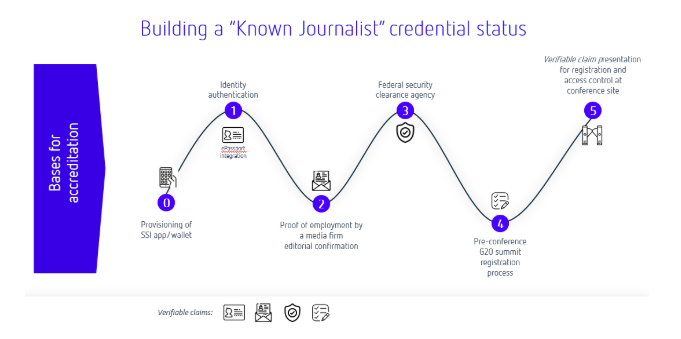 Building a "Known Journalist" credential status
Bases for
accreditation
0
Provisioning of
SSI app/wallet
Identity
authentication
1
ePassport
integration
2
Proof of employment by
a media firm
editorial confirmation
Federal security
clearance agency
3
4
Pre-conference
G20 summit
registration
process
Verifiable claim presentation
for registration and
access control at
conference site
5
Verifiable claims: